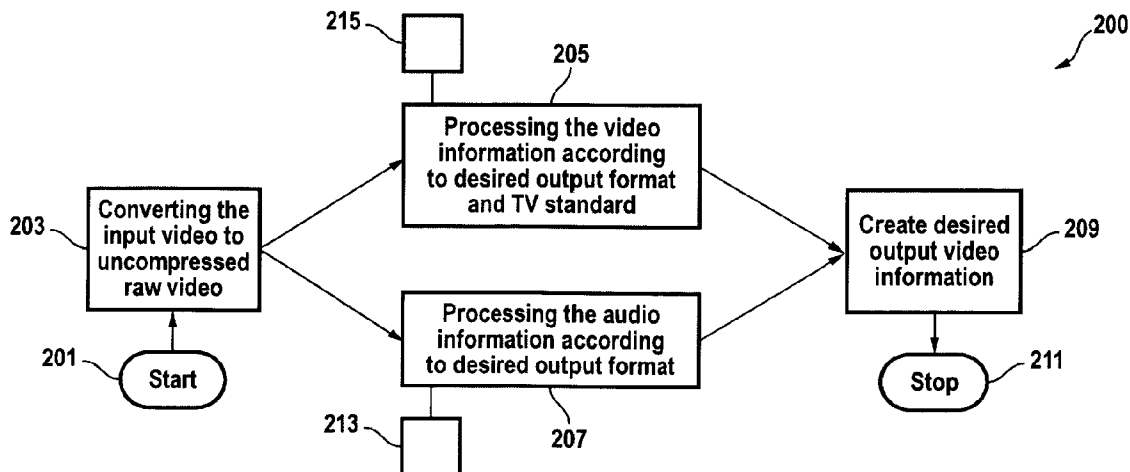 215
200
205
Processing the video
information according
to desired output format
and TV standard
203
Converting the
input video to
uncompressed
raw video
Create desired
output video
information
209
Processing the audio
information according
to desired output format
201
Start
Stop
211
213
207